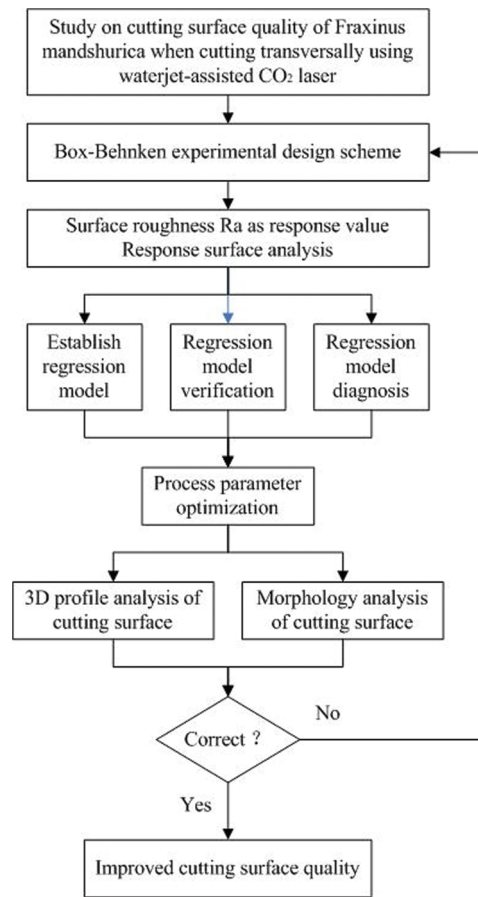 Study on cutting surface quality of Fraxinus
mandshurica when cutting transversally using
waterjet-assisted CO₂ laser
Box-Behnken experimental design scheme
Surface roughness Ra as response value
Response surface analysis
Establish
regression
model
Regression
model
verification
Regression
model
diagnosis
Process parameter
optimization
3D profile analysis of
cutting surface
Morphology analysis
of cutting surface
Correct ?
No
Yes
Improved cutting surface quality